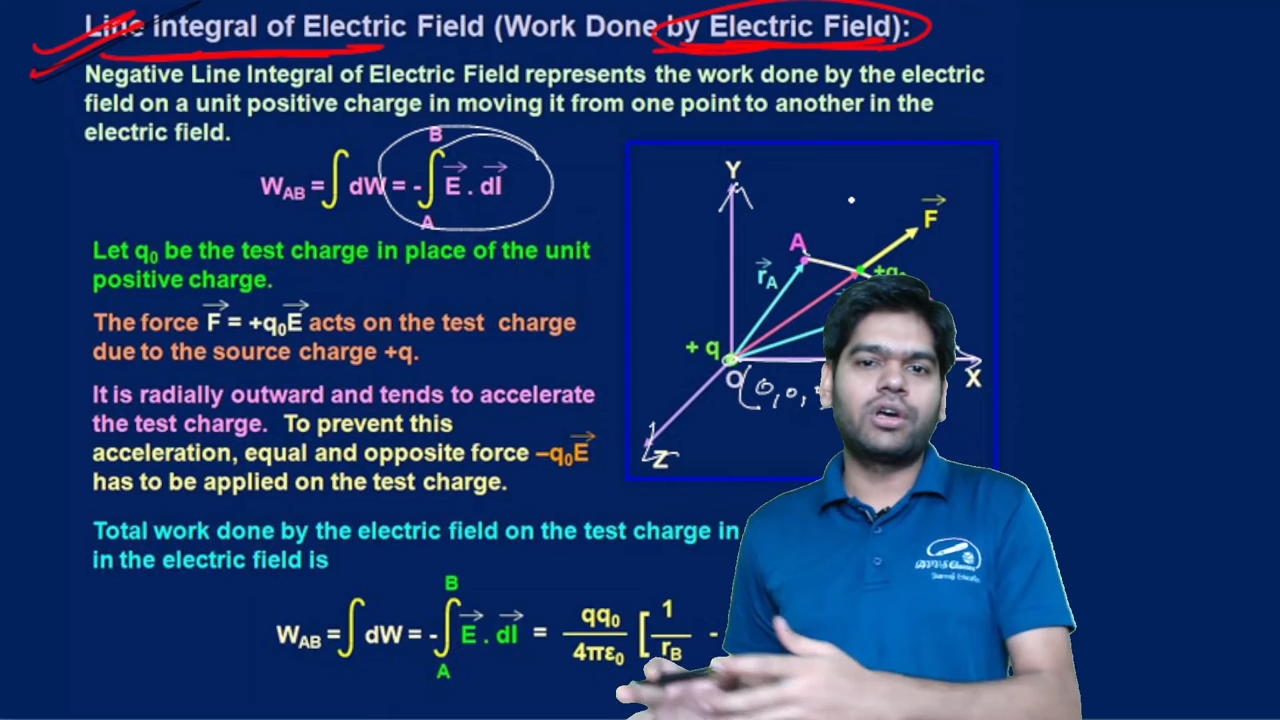 Line integral of Electric Field (Work Done by Electric Field):
Negative Line Integral of Electric Field represents the work done by the electric
field on a unit positive charge in moving it from one point to another in the
electric field.
W_AB = ∫ dW = - ∫_A^B E⃗ . dl⃗
Let q₀ be the test charge in place of the unit
positive charge.
The force F⃗ = +q₀E⃗ acts on the test charge
due to the source charge +q.
It is radially outward and tends to accelerate
the test charge. To prevent this
acceleration, equal and opposite force –q₀E⃗
has to be applied on the test charge.
Total work done by the electric field on the test charge in
in the electric field is
W_AB = ∫ dW = - ∫_A^B E⃗ . dl⃗ = qq₀ / 4πε₀ [ 1 / r_B -
Y
F⃗
A
r⃗_A
+ q
O
(0, 0,
X
Z